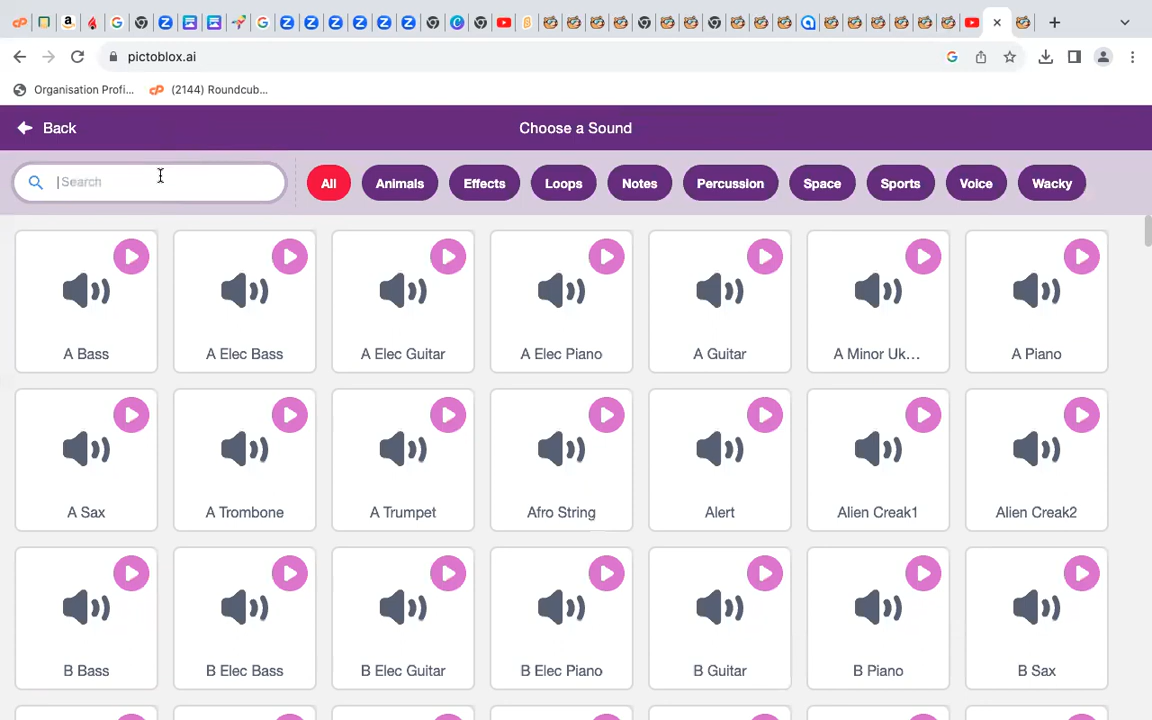 pictoblox.ai
Organisation Profi... (2144) Roundcub...
Back Choose a Sound
Search All Animals Effects Loops Notes Percussion Space Sports Voice Wacky
A Bass A Elec Bass A Elec Guitar A Elec Piano A Guitar A Minor Uk... A Piano
A Sax A Trombone A Trumpet Afro String Alert Alien Creak1 Alien Creak2
B Bass B Elec Bass B Elec Guitar B Elec Piano B Guitar B Piano B Sax